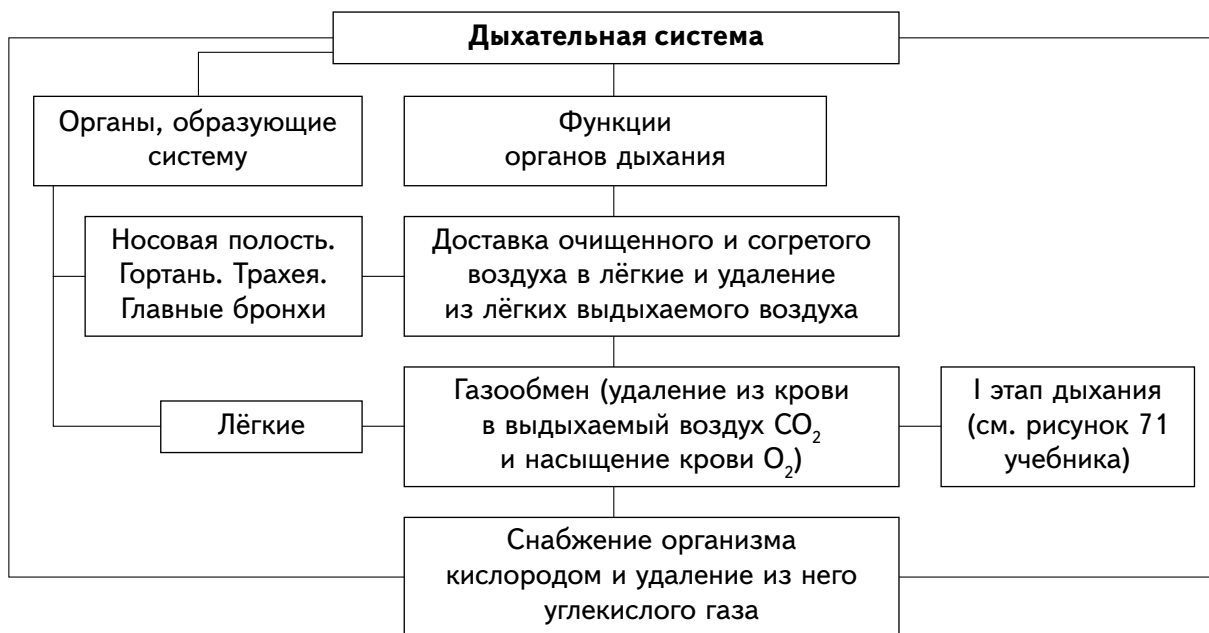 Дыхательная система
Органы, образующие
систему
Функции
органов дыхания
Носовая полость.
Гортань. Трахея.
Главные бронхи
Доставка очищенного и согретого
воздуха в лёгкие и удаление
из лёгких выдыхаемого воздуха
Лёгкие
Газообмен (удаление из крови
в выдыхаемый воздух CO₂
и насыщение крови O₂)
I этап дыхания
(см. рисунок 71
учебника)
Снабжение организма
кислородом и удаление из него
углекислого газа